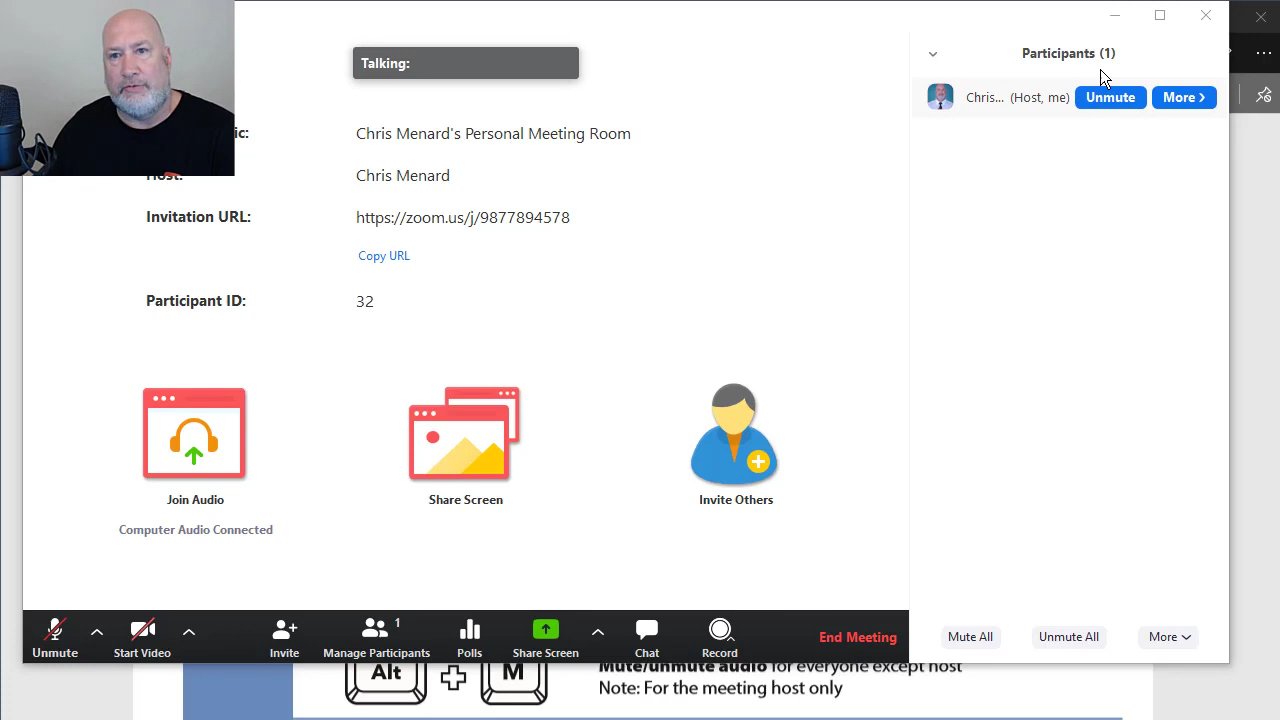 Talking:
Participants (1)
Chris... (Host, me) Unmute More
ic: Chris Menard's Personal Meeting Room
Host: Chris Menard
Invitation URL: https://zoom.us/j/9877894578
Copy URL
Participant ID: 32
Join Audio
Share Screen
Invite Others
Computer Audio Connected
Mute All
Unmute All
More
Unmute
Start Video
Invite
1
Manage Participants
Polls
Share Screen
Chat
Record
End Meeting
Alt
M
Mute/unmute audio for everyone except host
Note: For the meeting host only